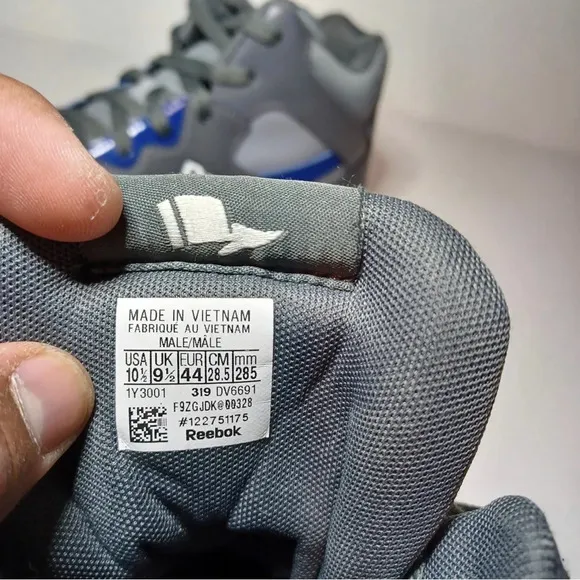 MADE IN VIETNAM
FABRIQUÉ AU VIETNAM
MALE/MÂLE
USA UK EUR CM mm
10½ 9½ 44 28.5 285
1Y3001 319 DV6691
F9ZGJDK@00328
#122751175
Reebok